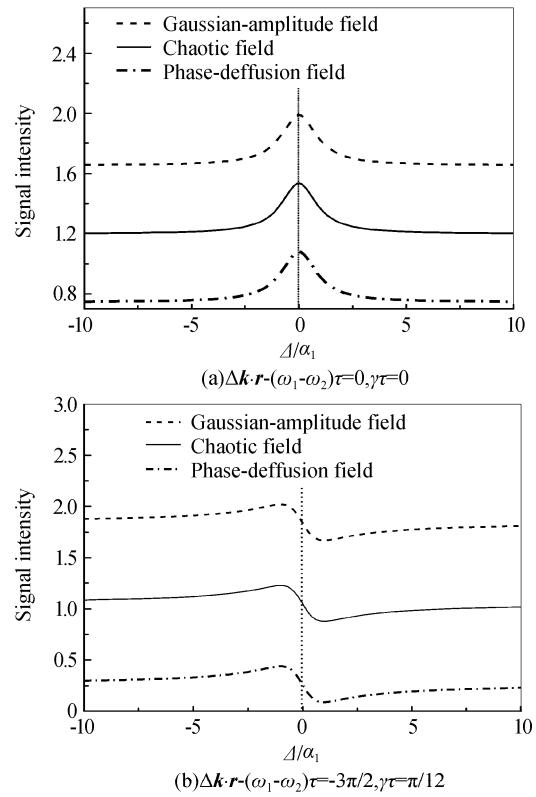 Gaussian-amplitude field
Chaotic field
Phase-deffusion field
Signal intensity
2.4
2.0
1.6
1.2
0.8
-10 -5 0 5 10
Δ/α₁
(a)Δk·r-(ω₁-ω₂)τ=0,γτ=0
3.0
Gaussian-amplitude field
Chaotic field
Phase-deffusion field
Signal intensity
2.5
2.0
1.5
1.0
0.5
0
-10 -5 0 5 10
Δ/α₁
(b)Δk·r-(ω₁-ω₂)τ=-3π/2,γτ=π/12